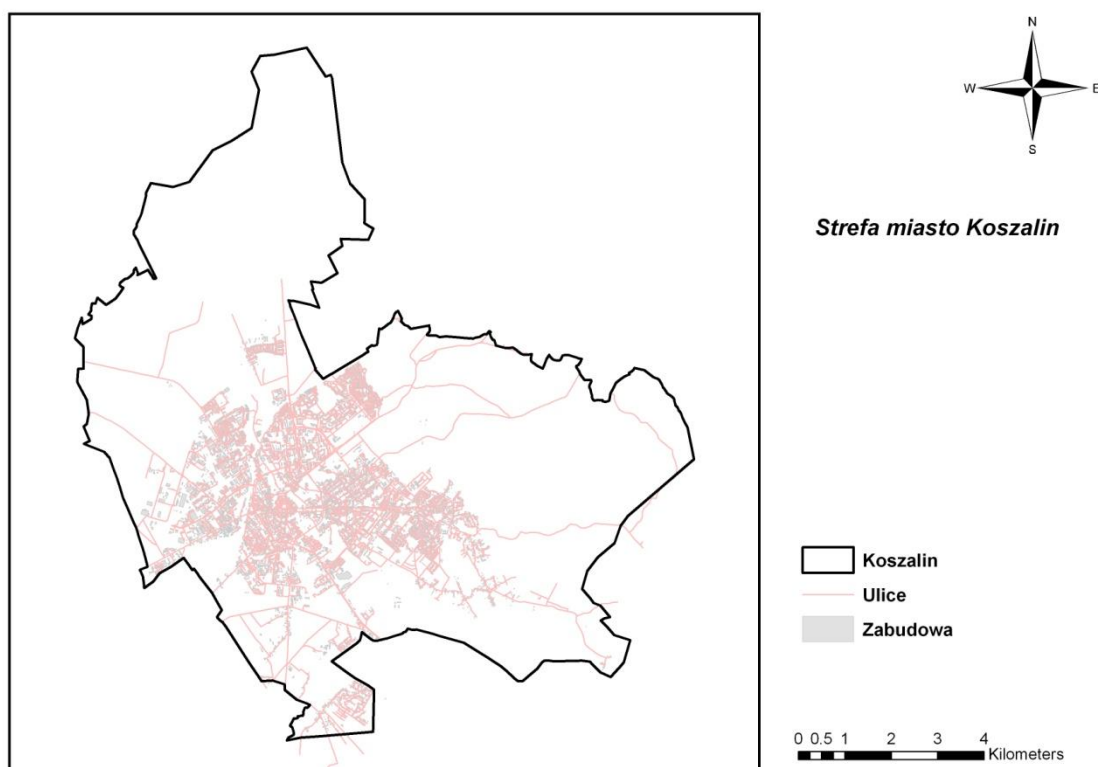 N
W E
S
Strefa miasto Koszalin
Koszalin
Ulice
Zabudowa
0 0.5 1 2 3 4
Kilometers